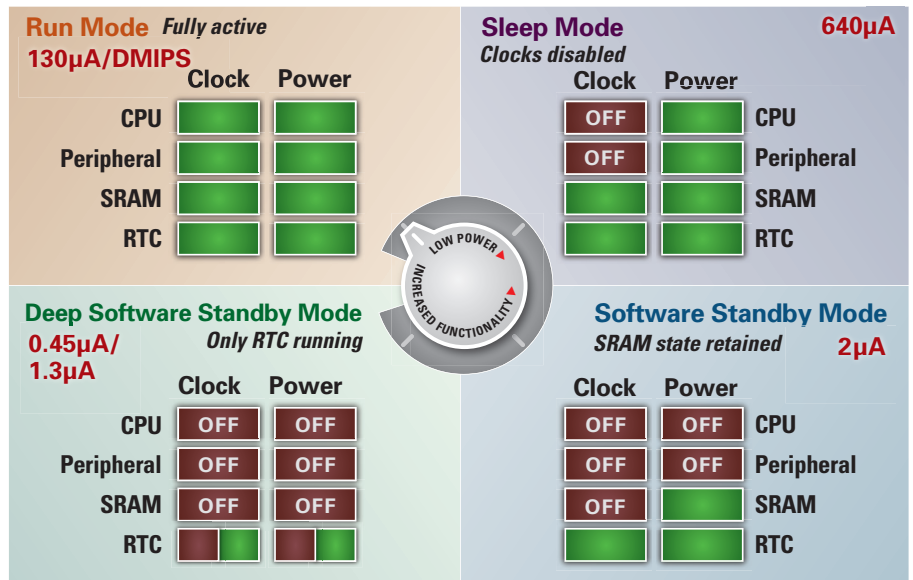 Run Mode Fully active
130µA/DMIPS
Clock Power
CPU
Peripheral
SRAM
RTC
Sleep Mode 640µA
Clocks disabled
Clock Power
OFF CPU
OFF Peripheral
SRAM
RTC
LOW POWER
INCREASED FUNCTIONALITY
Deep Software Standby Mode
0.45µA/ Only RTC running
1.3µA
Clock Power
CPU OFF OFF
Peripheral OFF OFF
SRAM OFF OFF
RTC
Software Standby Mode
SRAM state retained 2µA
Clock Power
OFF OFF CPU
OFF OFF Peripheral
OFF SRAM
RTC